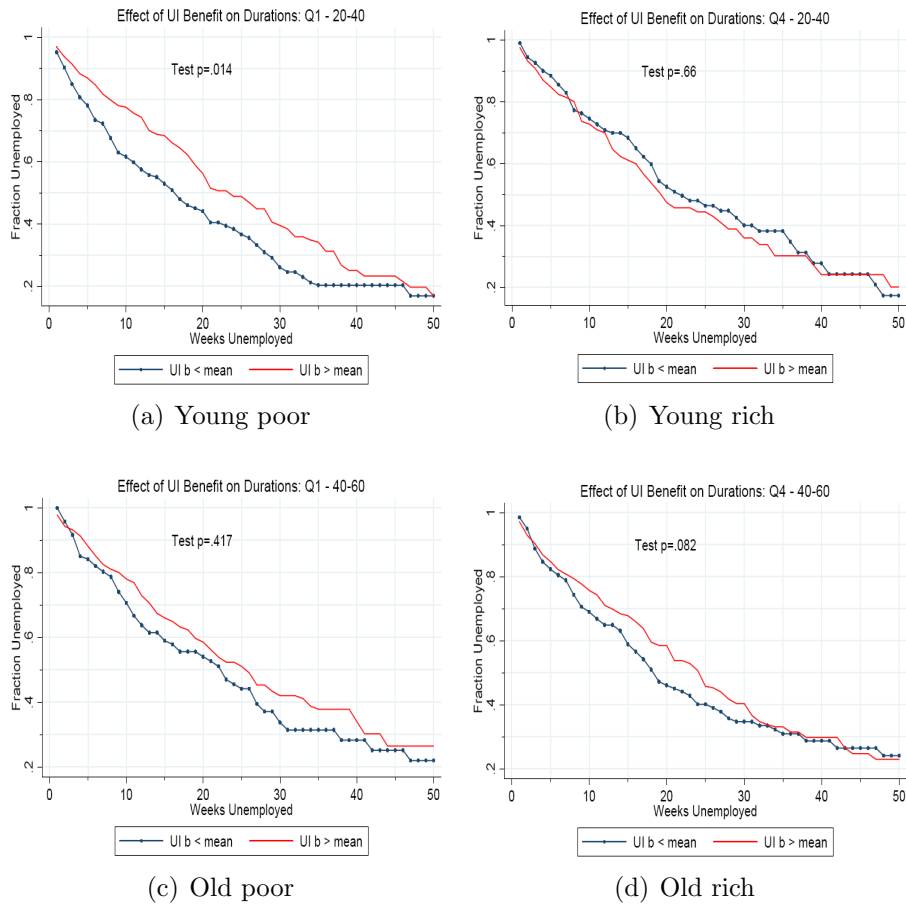 Effect of UI Benefit on Durations: Q1 - 20-40
Test p=.014
Fraction Unemployed
.2 .4 .6 .8 1
0 10 20 30 40 50
Weeks Unemployed
UI b < mean UI b > mean
(a) Young poor
Effect of UI Benefit on Durations: Q4 - 20-40
Test p=.66
Fraction Unemployed
.2 .4 .6 .8 1
0 10 20 30 40 50
Weeks Unemployed
UI b < mean UI b > mean
(b) Young rich
Effect of UI Benefit on Durations: Q1 - 40-60
Test p=.417
Fraction Unemployed
.2 .4 .6 .8 1
0 10 20 30 40 50
Weeks Unemployed
UI b < mean UI b > mean
(c) Old poor
Effect of UI Benefit on Durations: Q4 - 40-60
Test p=.082
Fraction Unemployed
.2 .4 .6 .8 1
0 10 20 30 40 50
Weeks Unemployed
UI b < mean UI b > mean
(d) Old rich